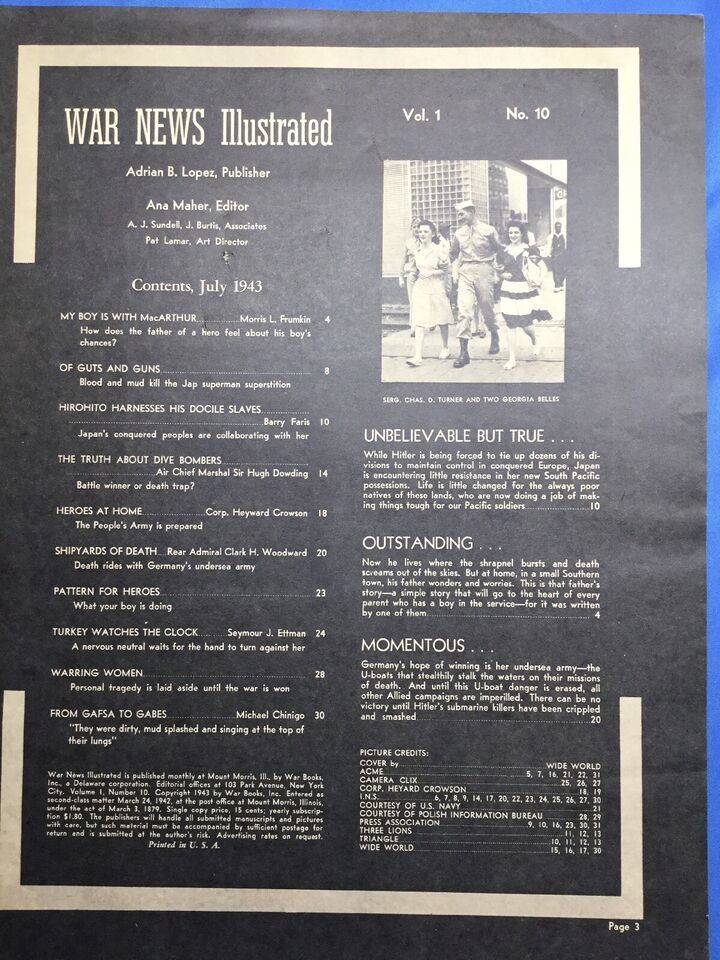 WAR NEWS Illustrated
Adrian B. Lopez, Publisher
Ana Maher, Editor
A. J. Sundell, J. Burtis, Associates
Pat Lamar, Art Director
Contents, July 1943
MY BOY IS WITH MacARTHUR Morris L. Frumkin 4
How does the father of a hero feel about his boy's
chances?
OF GUTS AND GUNS 8
Blood and mud kill the Jap superman superstition
HIROHITO HARNESSES HIS DOCILE SLAVES
Barry Faris 10
Japan's conquered peoples are collaborating with her
THE TRUTH ABOUT DIVE BOMBERS
Air Chief Marshal Sir Hugh Dowding 14
Battle winner or death trap?
HEROES AT HOME Corp. Heyward Crowson 18
The People's Army is prepared
SHIPYARDS OF DEATH Rear Admiral Clark H. Woodward 20
Death rides with Germany's undersea army
PATTERN FOR HEROES 23
What your boy is doing
TURKEY WATCHES THE CLOCK Seymour J. Ettman 24
A nervous neutral waits for the hand to turn against her
WARRING WOMEN 28
Personal tragedy is laid aside until the war is won
FROM GAFSA TO GABES Michael Chinigo 30
"They were dirty, mud splashed and singing at the top of
their lungs"
War News Illustrated is published monthly at Mount Morris, Ill., by War Books,
Inc., a Delaware corporation. Editorial offices at 103 Park Avenue, New York
City. Volume 1, Number 10. Copyright 1943 by War Books, Inc. Entered as
second-class matter March 24, 1942, at the post office at Mount Morris, Illinois,
under the act of March 3, 1879. Single copy price, 15 cents; yearly subscrip-
tion $1.80. The publishers will handle all submitted manuscripts and pictures
with care, but such material must be accompanied by sufficient postage for
return and is submitted at the author's risk. Advertising rates on request.
Printed in U. S. A.
Vol. 1 No. 10
SERG. CHAS. D. TURNER AND TWO GEORGIA BELLES
UNBELIEVABLE BUT TRUE . . .
While Hitler is being forced to tie up dozens of his di-
visions to maintain control in conquered Europe, Japan
is encountering little resistance in her new South Pacific
possessions. Life is little changed for the always poor
natives of these lands, who are now doing a job of mak-
ing things tough for our Pacific soldiers 10
OUTSTANDING . . .
Now he lives where the shrapnel bursts and death
screams out of the skies. But at home, in a small Southern
town, his father wonders and worries. This is that father's
story—a simple story that will go to the heart of every
parent who has a boy in the service—for it was written
by one of them 4
MOMENTOUS . . .
Germany's hope of winning is her undersea army—the
U-boats that stealthily stalk the waters on their missions
of death. And until this U-boat danger is erased, all
other Allied campaigns are imperilled. There can be no
victory until Hitler's submarine killers have been crippled
and smashed 20
PICTURE CREDITS:
COVER by WIDE WORLD
ACME 5, 7, 16, 21, 22, 31
CAMERA CLIX 25, 26, 27
CORP. HEYARD CROWSON 18, 19
I.N.S. 6, 7, 8, 9, 14, 17, 20, 22, 23, 24, 25, 26, 27, 30
COURTESY OF U.S. NAVY 21
COURTESY OF POLISH INFORMATION BUREAU 28, 29
PRESS ASSOCIATION 9, 10, 16, 23, 30, 31
THREE LIONS 11, 12, 13
TRIANGLE 10, 11, 12, 13
WIDE WORLD 15, 16, 17, 30
Page 3